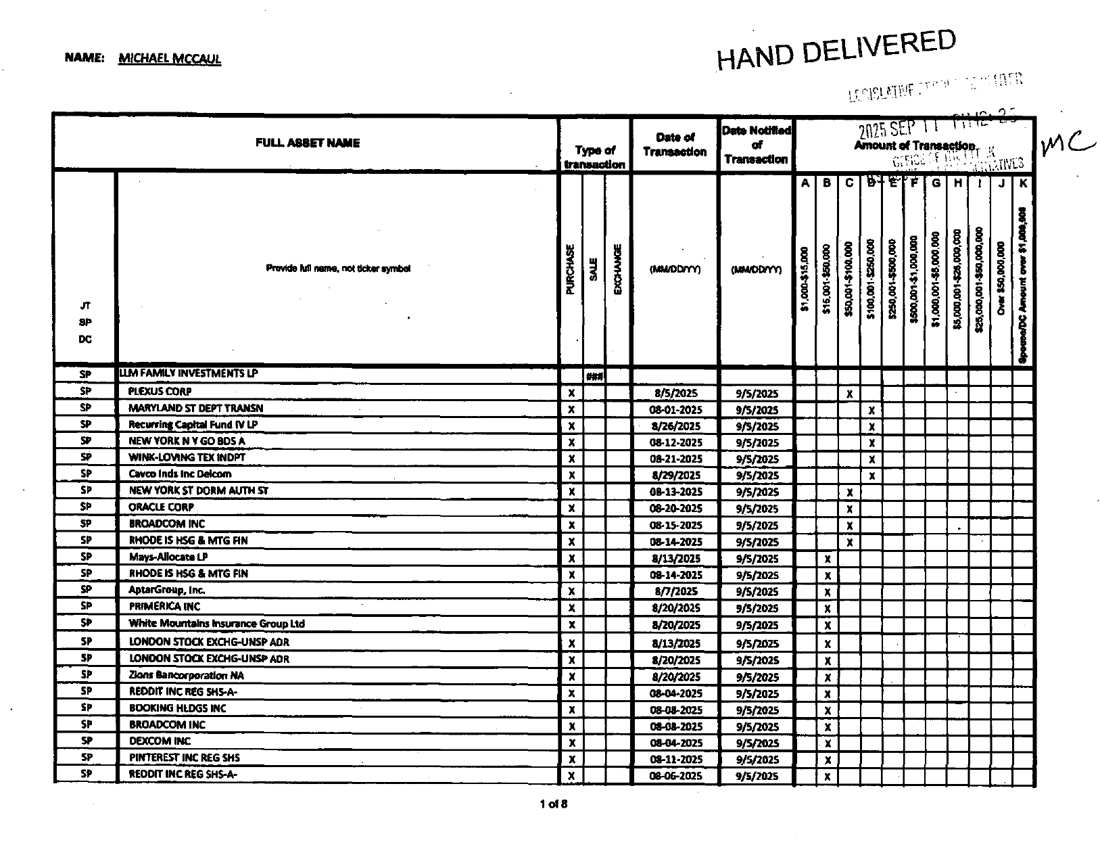 NAME: MICHAEL MCCAUL
HAND DELIVERED
2025 SEP 11
MC
FULL ASSET NAME
Type of transaction
Date of Transaction
Date Notified of Transaction
Amount of Transaction
JT
SP
DC
Provide full name, not ticker symbol
PURCHASE
SALE
EXCHANGE
(MM/DD/YY)
(MM/DD/YY)
A B C D E F G H I J K
$1,000-$15,000
$15,001-$50,000
$50,001-$100,000
$100,001-$250,000
$250,001-$500,000
$500,001-$1,000,000
$1,000,001-$5,000,000
$5,000,001-$25,000,000
$25,000,001-$50,000,000
Over $50,000,000
Spouse/DC Amount over $1,000,000
SP LLM FAMILY INVESTMENTS LP ###
SP PLEXUS CORP X 8/5/2025 9/5/2025 X
SP MARYLAND ST DEPT TRANSN X 08-01-2025 9/5/2025 X
SP Recurring Capital Fund IV LP X 8/26/2025 9/5/2025 X
SP NEW YORK N Y GO BDS A X 08-12-2025 9/5/2025 X
SP WINK-LOVING TEX INDPT X 08-21-2025 9/5/2025 X
SP Cavco Inds Inc Delcom X 8/29/2025 9/5/2025 X
SP NEW YORK ST DORM AUTH ST X 08-13-2025 9/5/2025 X
SP ORACLE CORP X 08-20-2025 9/5/2025 X
SP BROADCOM INC X 08-15-2025 9/5/2025 X
SP RHODE IS HSG & MTG FIN X 08-14-2025 9/5/2025 X
SP Mays-Allocate LP X 8/13/2025 9/5/2025 X
SP RHODE IS HSG & MTG FIN X 08-14-2025 9/5/2025 X
SP AptarGroup, Inc. X 8/7/2025 9/5/2025 X
SP PRIMERICA INC X 8/20/2025 9/5/2025 X
SP White Mountains Insurance Group Ltd X 8/20/2025 9/5/2025 X
SP LONDON STOCK EXCHG-UNSP ADR X 8/13/2025 9/5/2025 X
SP LONDON STOCK EXCHG-UNSP ADR X 8/20/2025 9/5/2025 X
SP Zions Bancorporation NA X 8/20/2025 9/5/2025 X
SP REDDIT INC REG SHS-A- X 08-04-2025 9/5/2025 X
SP BOOKING HLDGS INC X 08-08-2025 9/5/2025 X
SP BROADCOM INC X 08-08-2025 9/5/2025 X
SP DEXCOM INC X 08-04-2025 9/5/2025 X
SP PINTEREST INC REG SHS X 08-11-2025 9/5/2025 X
SP REDDIT INC REG SHS-A- X 08-06-2025 9/5/2025 X
1 of 8